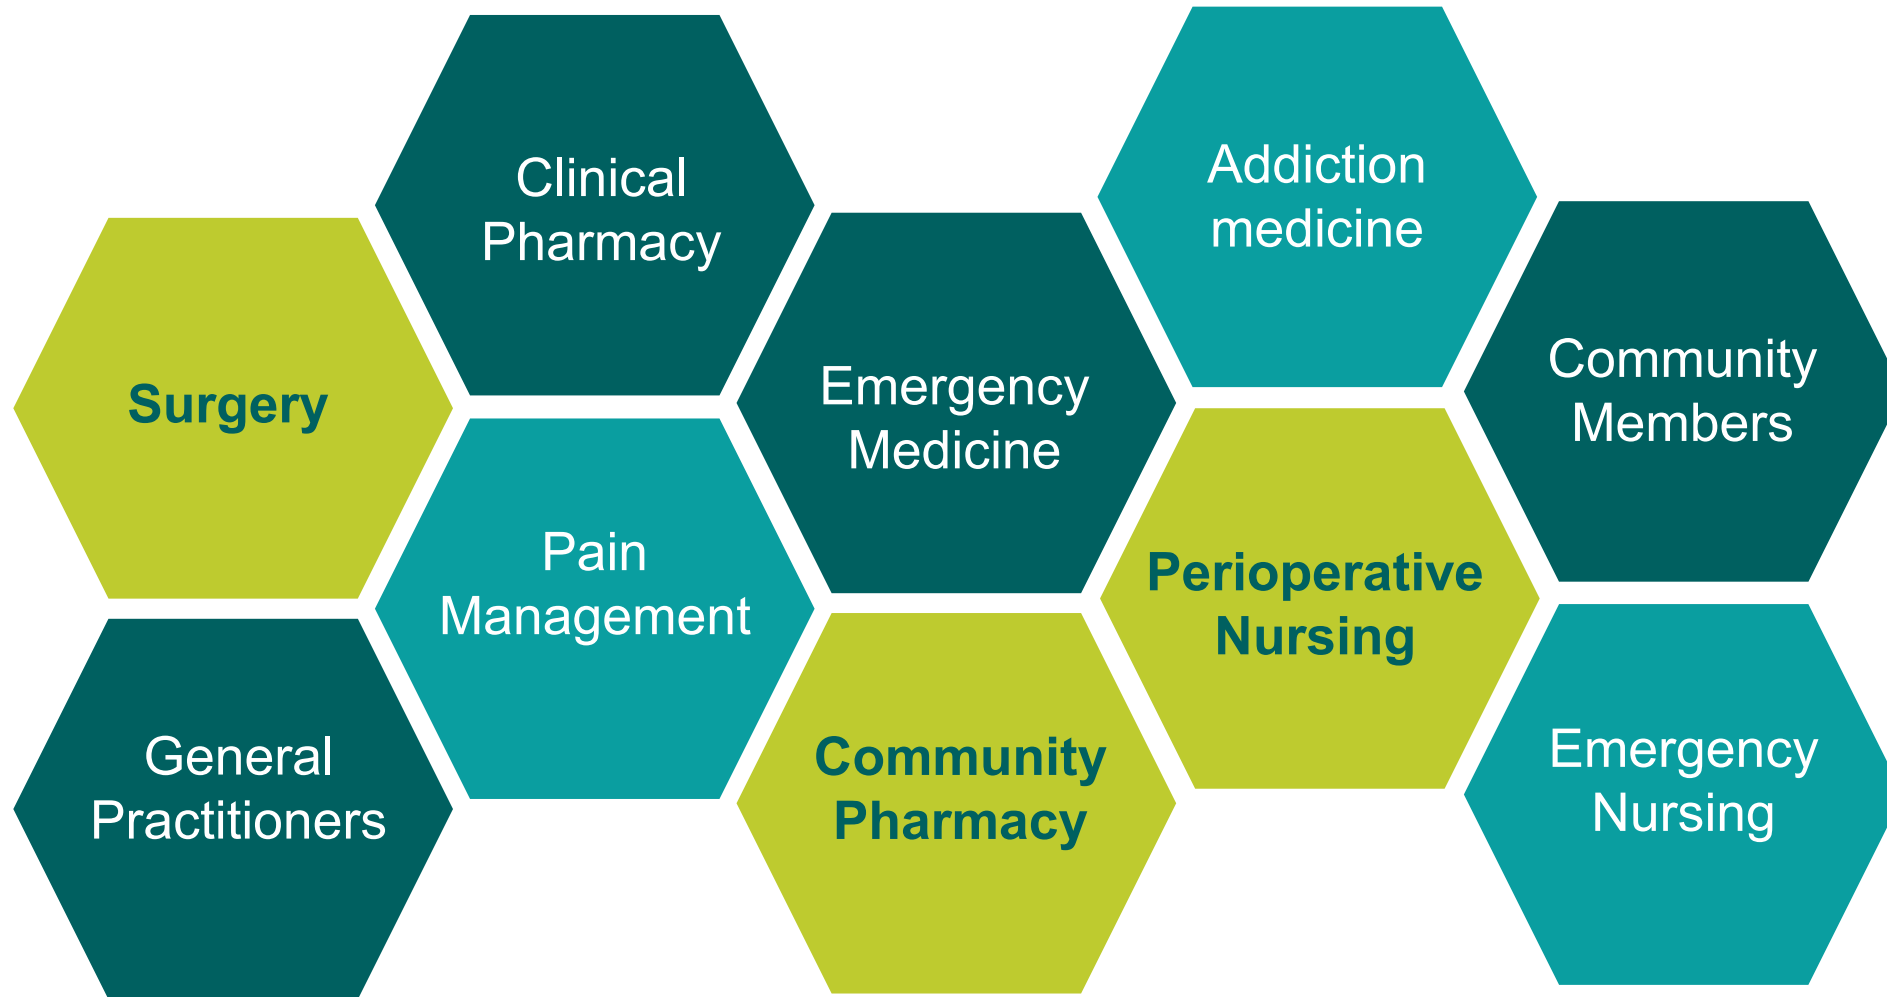 Clinical
Pharmacy
Addiction
medicine
Surgery
Emergency
Medicine
Community
Members
Pain
Management
Perioperative
Nursing
General
Practitioners
Community
Pharmacy
Emergency
Nursing